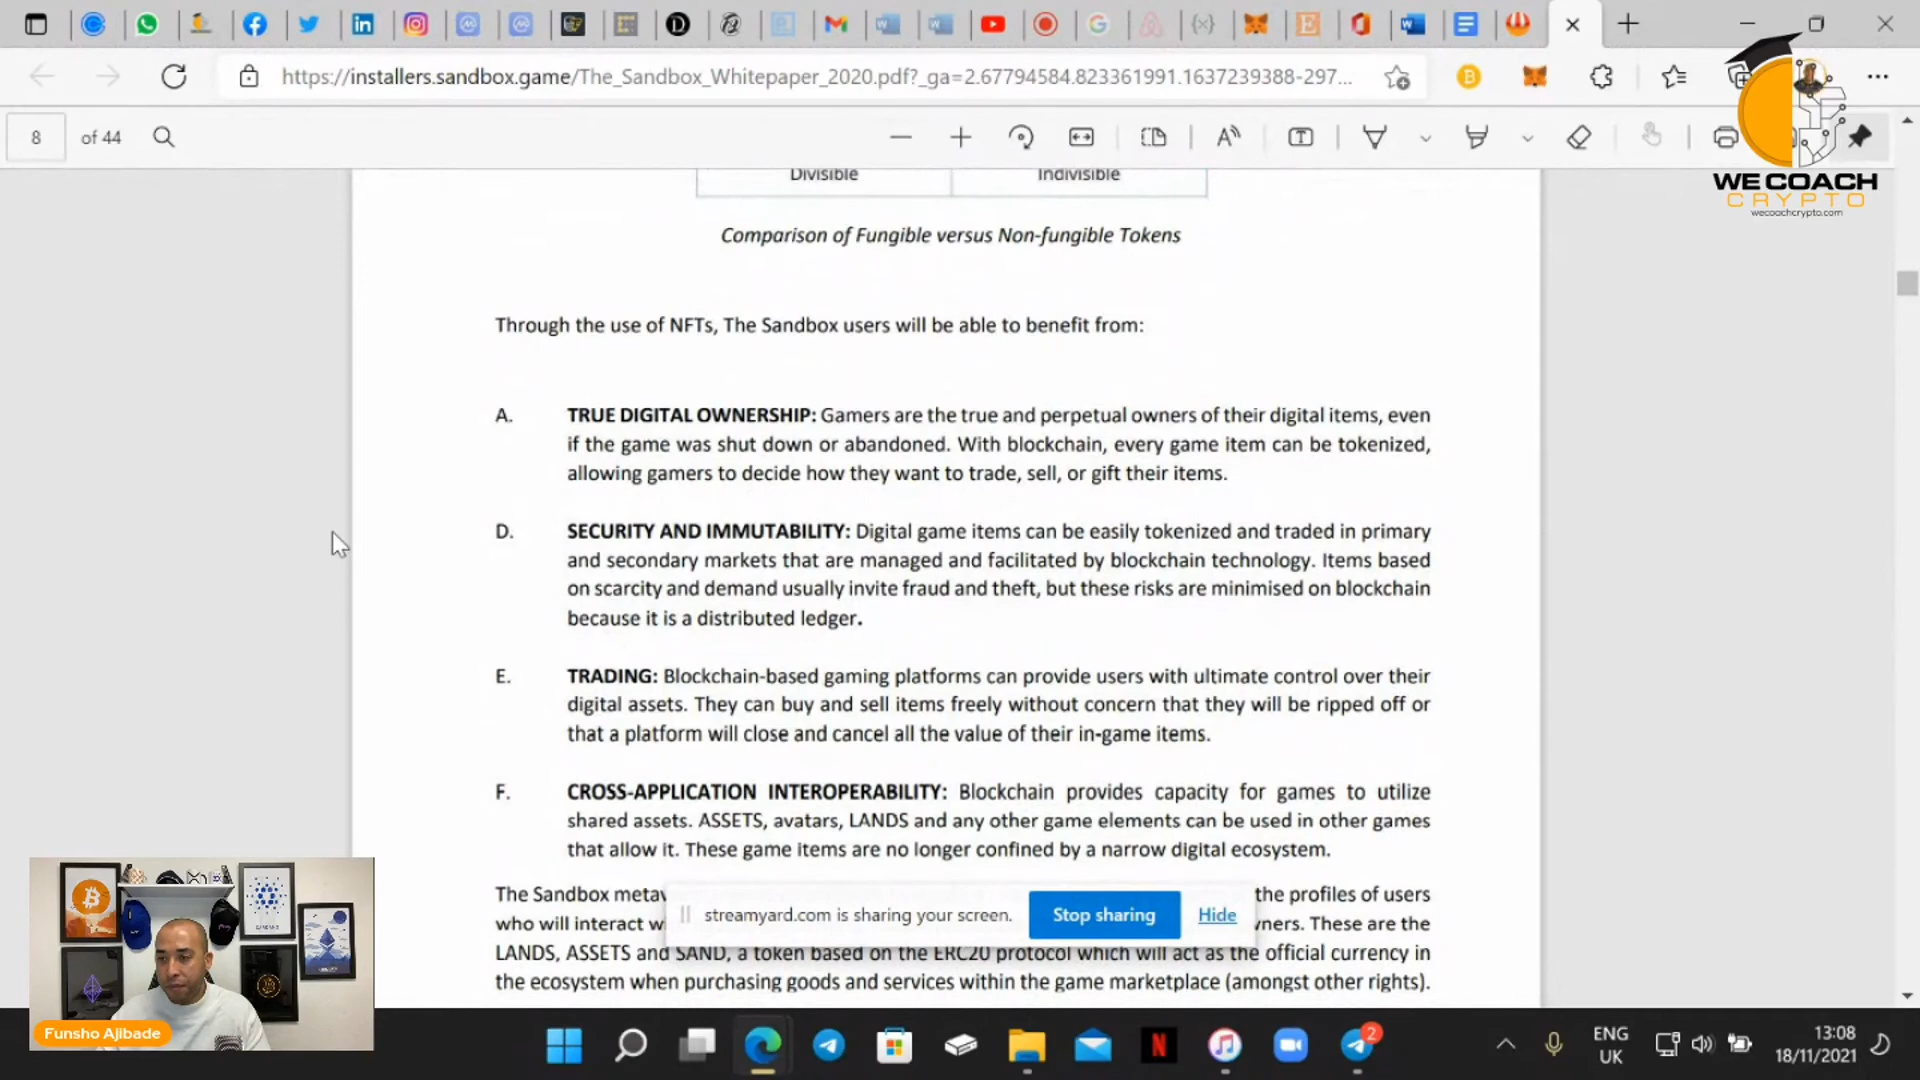 https://installers.sandbox.game/The_Sandbox_Whitepaper_2020.pdf?_ga=2.67794584.823361991.1637239388-297...
8 of 44
WE COACH
CRYPTO
wecoachcrypto.com
Divisible Indivisible
Comparison of Fungible versus Non-fungible Tokens
Through the use of NFTs, The Sandbox users will be able to benefit from:
A. TRUE DIGITAL OWNERSHIP: Gamers are the true and perpetual owners of their digital items, even
if the game was shut down or abandoned. With blockchain, every game item can be tokenized,
allowing gamers to decide how they want to trade, sell, or gift their items.
D. SECURITY AND IMMUTABILITY: Digital game items can be easily tokenized and traded in primary
and secondary markets that are managed and facilitated by blockchain technology. Items based
on scarcity and demand usually invite fraud and theft, but these risks are minimised on blockchain
because it is a distributed ledger.
E. TRADING: Blockchain-based gaming platforms can provide users with ultimate control over their
digital assets. They can buy and sell items freely without concern that they will be ripped off or
that a platform will close and cancel all the value of their in-game items.
F. CROSS-APPLICATION INTEROPERABILITY: Blockchain provides capacity for games to utilize
shared assets. ASSETS, avatars, LANDS and any other game elements can be used in other games
that allow it. These game items are no longer confined by a narrow digital ecosystem.
The Sandbox the profiles of users
who will interact These are the
LANDS, ASSETS and SAND, a token based on the ERC20 protocol which will act as the official currency in
the ecosystem when purchasing goods and services within the game marketplace (amongst other rights).
streamyard.com is sharing your screen. Stop sharing Hide
Funsho Ajibade
2
ENG
UK
13:08
18/11/2021